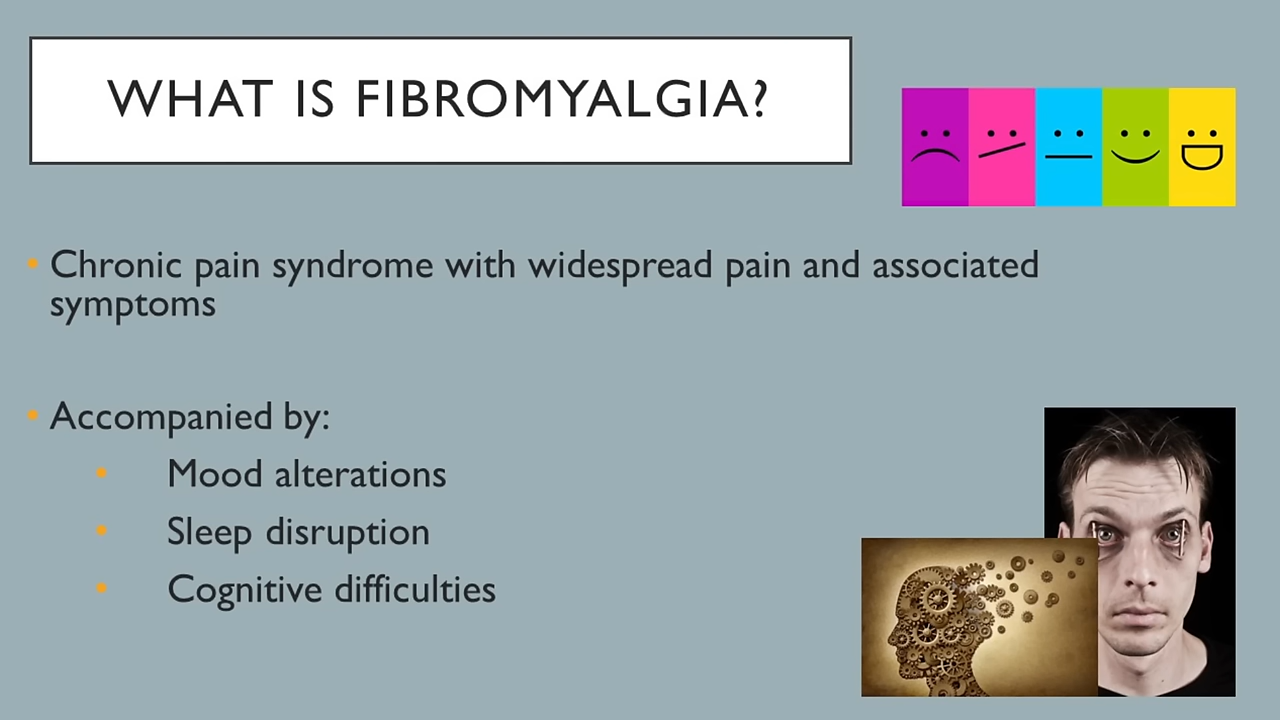 WHAT IS FIBROMYALGIA?
• Chronic pain syndrome with widespread pain and associated
symptoms
• Accompanied by:
• Mood alterations
• Sleep disruption
• Cognitive difficulties